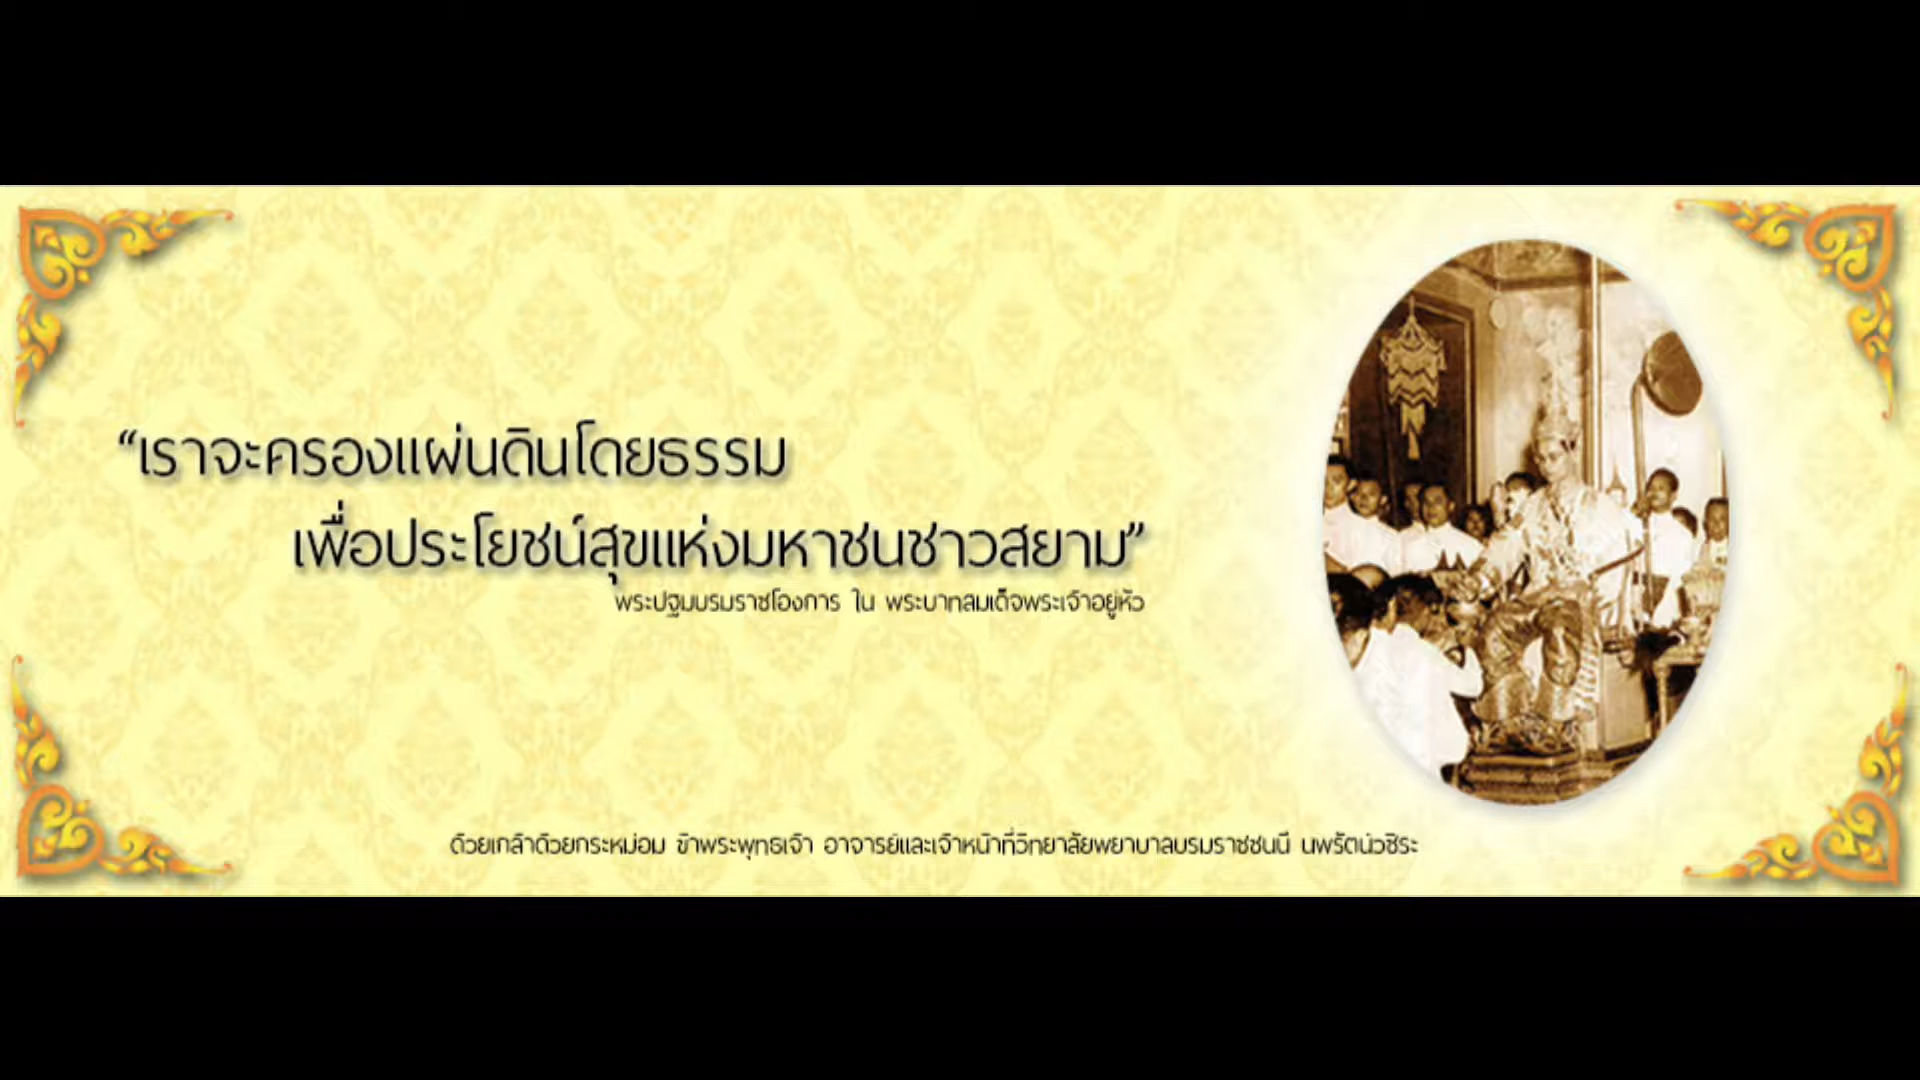 “เราจะครองแผ่นดินโดยธรรม
เพื่อประโยชน์สุขแห่งมหาชนชาวสยาม”
พระปฐมบรมราชโองการ ใน พระบาทสมเด็จพระเจ้าอยู่หัว
ด้วยเกล้าด้วยกระหม่อม ข้าพระพุทธเจ้า อาจารย์และเจ้าหน้าที่วิทยาลัยพยาบาลบรมราชชนนี นพรัตน์วชิระ